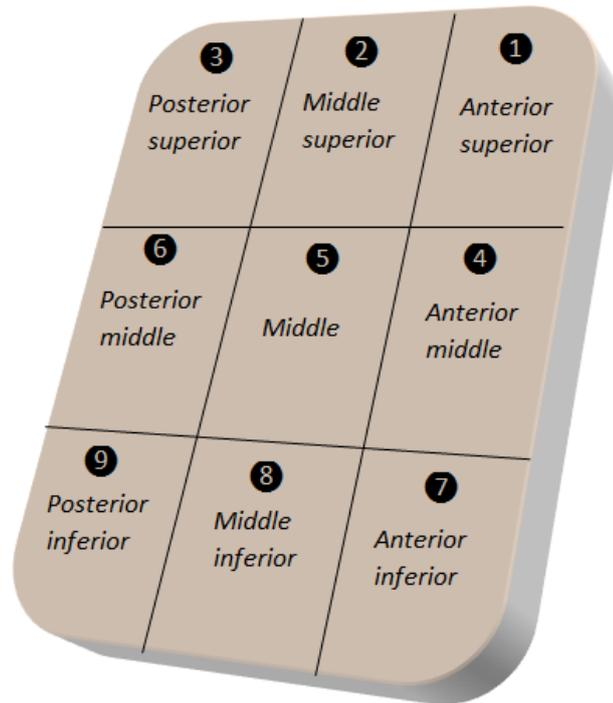 3
Posterior
superior
2
Middle
superior
1
Anterior
superior
6
Posterior
middle
5
Middle
4
Anterior
middle
9
Posterior
inferior
8
Middle
inferior
7
Anterior
inferior